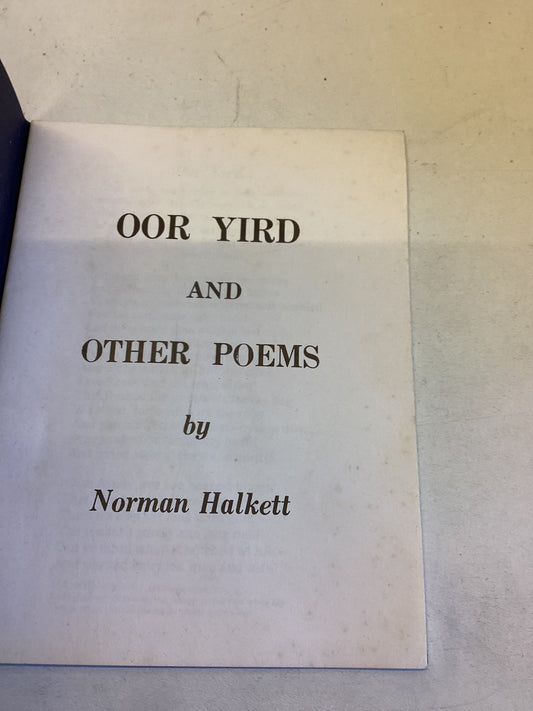 OOR YIRD
AND
OTHER POEMS
by
Norman Halkett